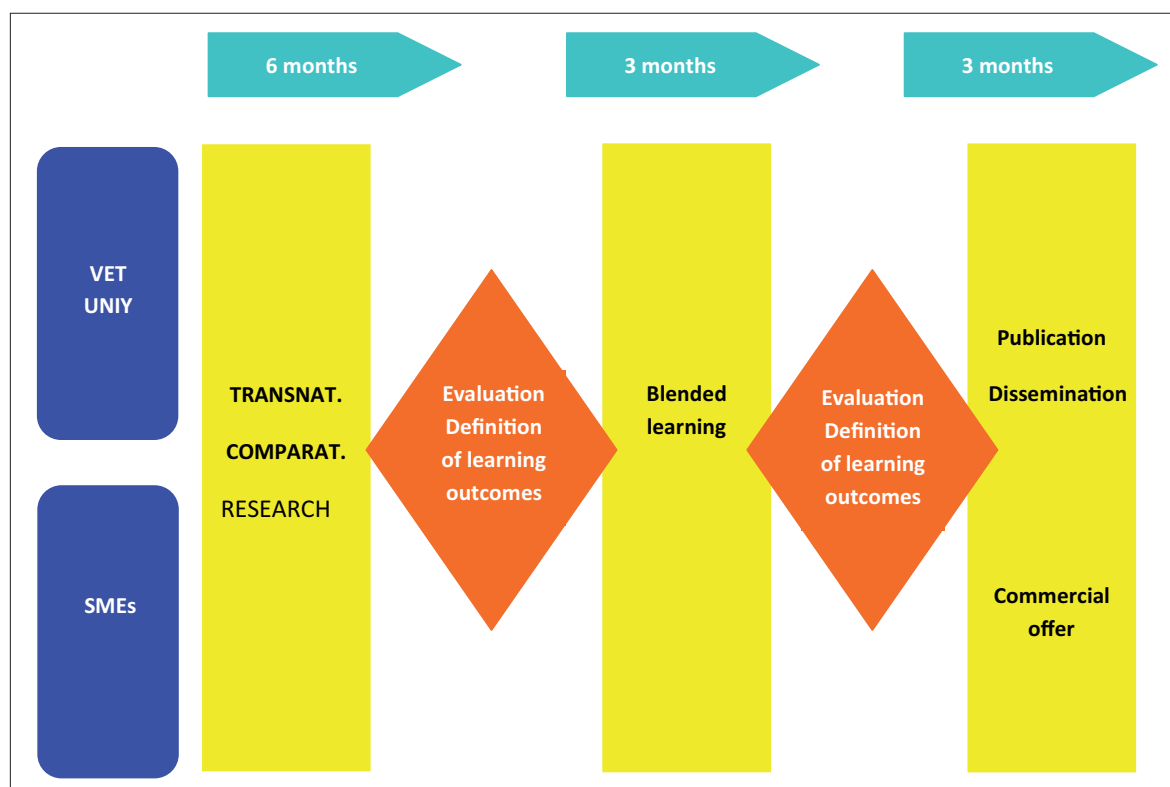 6 months
3 months
3 months
VET
UNIY
SMEs
TRANSNAT.
COMPARAT.
RESEARCH
Evaluation
Definition
of learning
outcomes
Blended
learning
Evaluation
Definition
of learning
outcomes
Publication
Dissemination
Commercial
offer